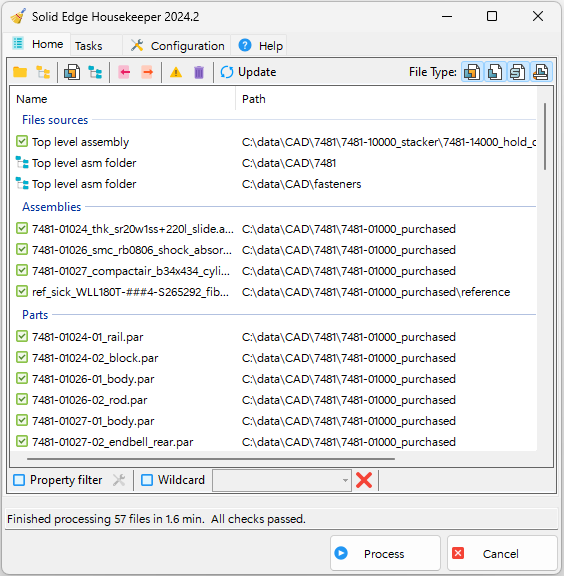 Solid Edge Housekeeper 2024.2
Home Tasks Configuration Help
Update File Type:
Name Path
Files sources
Top level assembly C:\data\CAD\7481\7481-10000_stacker\7481-14000_hold_
Top level asm folder C:\data\CAD\7481
Top level asm folder C:\data\CAD\fasteners
Assemblies
7481-01024_thk_sr20w1ss+220l_slide.a... C:\data\CAD\7481\7481-01000_purchased
7481-01026_smc_rb0806_shock_absor... C:\data\CAD\7481\7481-01000_purchased
7481-01027_compactair_b34x434_cyli... C:\data\CAD\7481\7481-01000_purchased
ref_sick_WLL180T-###4-S265292_fib... C:\data\CAD\7481\7481-01000_purchased\reference
Parts
7481-01024-01_rail.par C:\data\CAD\7481\7481-01000_purchased
7481-01024-02_block.par C:\data\CAD\7481\7481-01000_purchased
7481-01026-01_body.par C:\data\CAD\7481\7481-01000_purchased
7481-01026-02_rod.par C:\data\CAD\7481\7481-01000_purchased
7481-01027-01_body.par C:\data\CAD\7481\7481-01000_purchased
7481-01027-02_endbell_rear.par C:\data\CAD\7481\7481-01000_purchased
Property filter Wildcard
Finished processing 57 files in 1.6 min. All checks passed.
Process Cancel